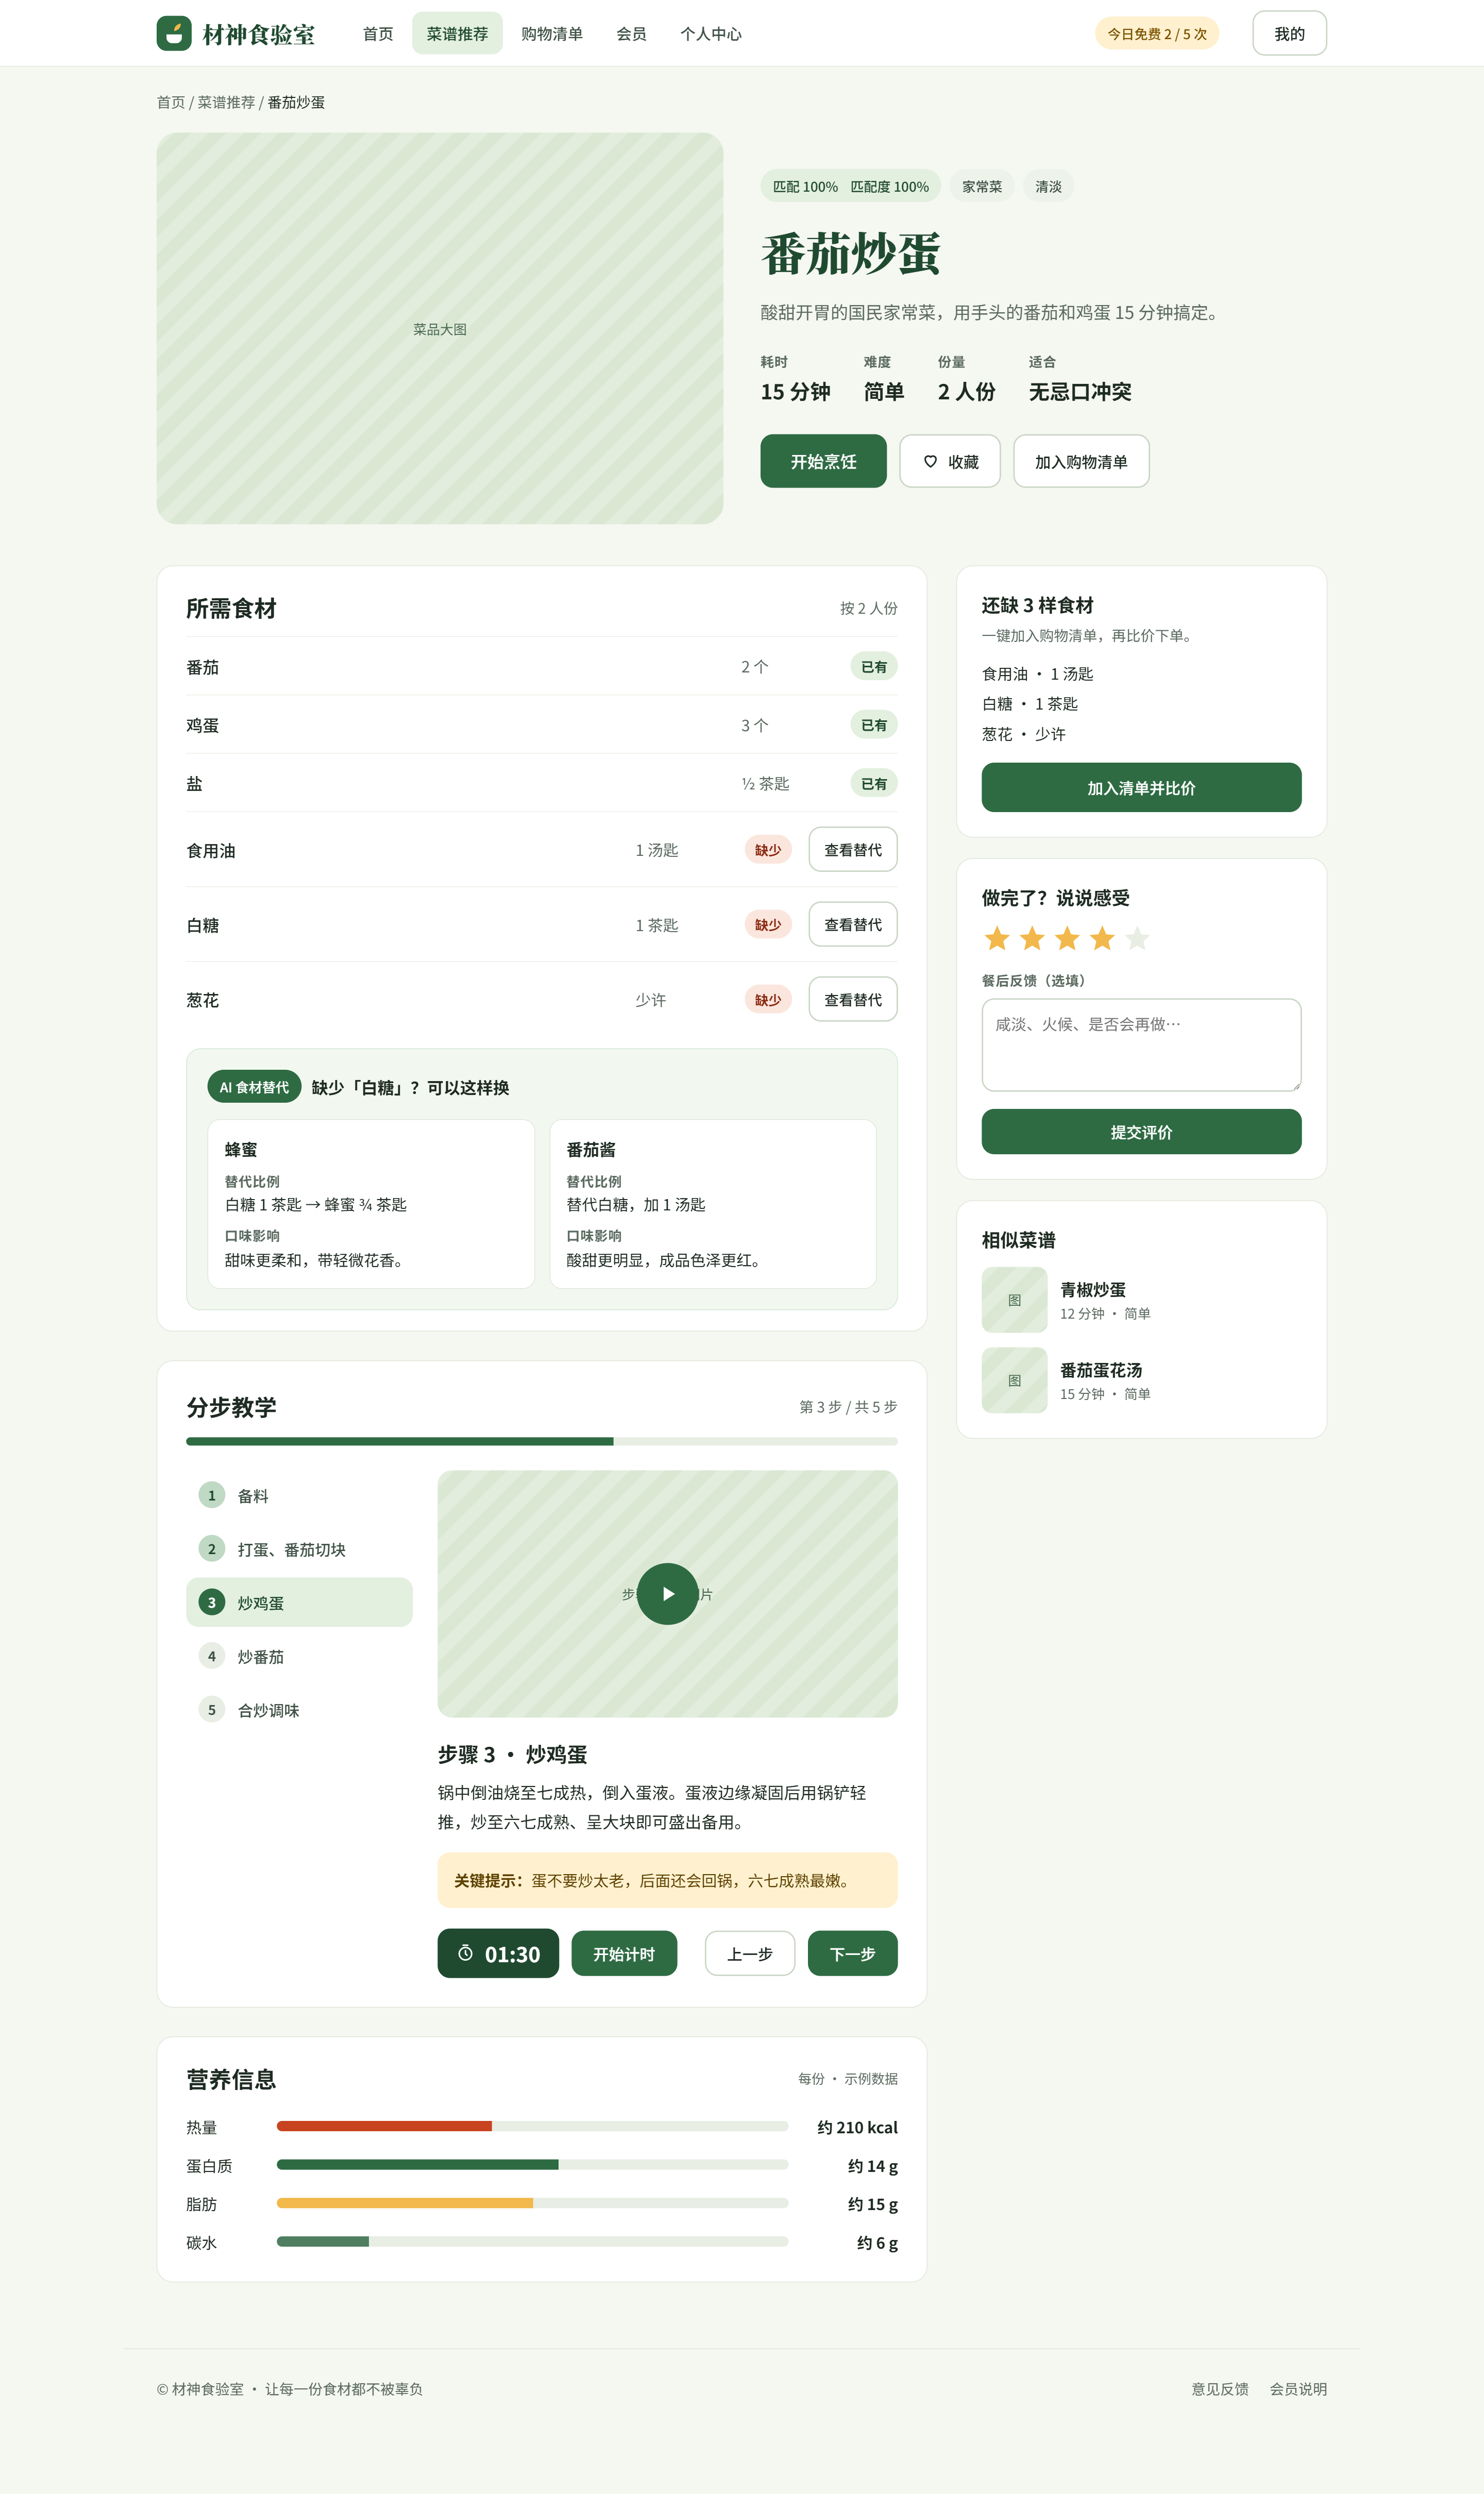 材神食验室
首页 菜谱推荐 购物清单 会员 个人中心
今日免费 2 / 5 次
我的
首页 / 菜谱推荐 / 番茄炒蛋
菜品大图
匹配 100% 匹配度 100% 家常菜 清淡
番茄炒蛋
酸甜开胃的国民家常菜，用手头的番茄和鸡蛋 15 分钟搞定。
耗时 难度 份量 适合
15 分钟 简单 2 人份 无忌口冲突
开始烹饪 收藏 加入购物清单
所需食材 按 2 人份
番茄 2 个 已有
鸡蛋 3 个 已有
盐 ½ 茶匙 已有
食用油 1 汤匙 缺少 查看替代
白糖 1 茶匙 缺少 查看替代
葱花 少许 缺少 查看替代
AI 食材替代 缺少「白糖」？可以这样换
蜂蜜
替代比例
白糖 1 茶匙 → 蜂蜜 ¾ 茶匙
口味影响
甜味更柔和，带轻微花香。
番茄酱
替代比例
替代白糖，加 1 汤匙
口味影响
酸甜更明显，成品色泽更红。
还缺 3 样食材
一键加入购物清单，再比价下单。
食用油 · 1 汤匙
白糖 · 1 茶匙
葱花 · 少许
加入清单并比价
做完了？说说感受
餐后反馈（选填）
咸淡、火候、是否会再做…
提交评价
相似菜谱
图
青椒炒蛋
12 分钟 · 简单
图
番茄蛋花汤
15 分钟 · 简单
分步教学 第 3 步 / 共 5 步
1 备料
2 打蛋、番茄切块
3 炒鸡蛋
4 炒番茄
5 合炒调味
步 片
步骤 3 · 炒鸡蛋
锅中倒油烧至七成热，倒入蛋液。蛋液边缘凝固后用锅铲轻
推，炒至六七成熟、呈大块即可盛出备用。
关键提示：蛋不要炒太老，后面还会回锅，六七成熟最嫩。
01:30 开始计时 上一步 下一步
营养信息 每份 · 示例数据
热量 约 210 kcal
蛋白质 约 14 g
脂肪 约 15 g
碳水 约 6 g
© 材神食验室 · 让每一份食材都不被辜负
意见反馈 会员说明